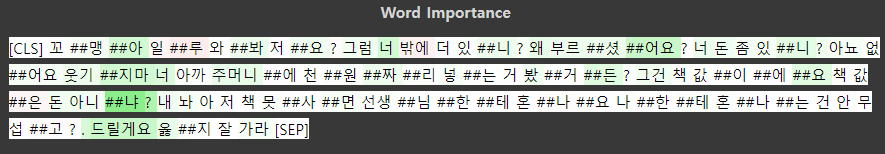 Word Importance
[CLS] 꼬 ##맹 ##아 일 ##루 와 ##봐 저 ##요 ? 그럼 너 밖에 더 있 ##니 ? 왜 부르 ##셨 ##어요 ? 너 돈 좀 있 ##니 ? 아뇨 없
##어요 웃기 ##지마 너 아까 주머니 ##에 천 ##원 ##짜 ##리 넣 ##는 거 봤 ##거 ##든 ? 그건 책 값 ##이 ##에 ##요 책 값
##은 돈 아니 ##냐 ? 내 놔 아 저 책 못 ##사 ##면 선생 ##님 ##한 ##테 혼 ##나 ##요 나 ##한 ##테 혼 ##나 ##는 건 안 무
섭 ##고 ? . 드릴게요 옳 ##지 잘 가라 [SEP]